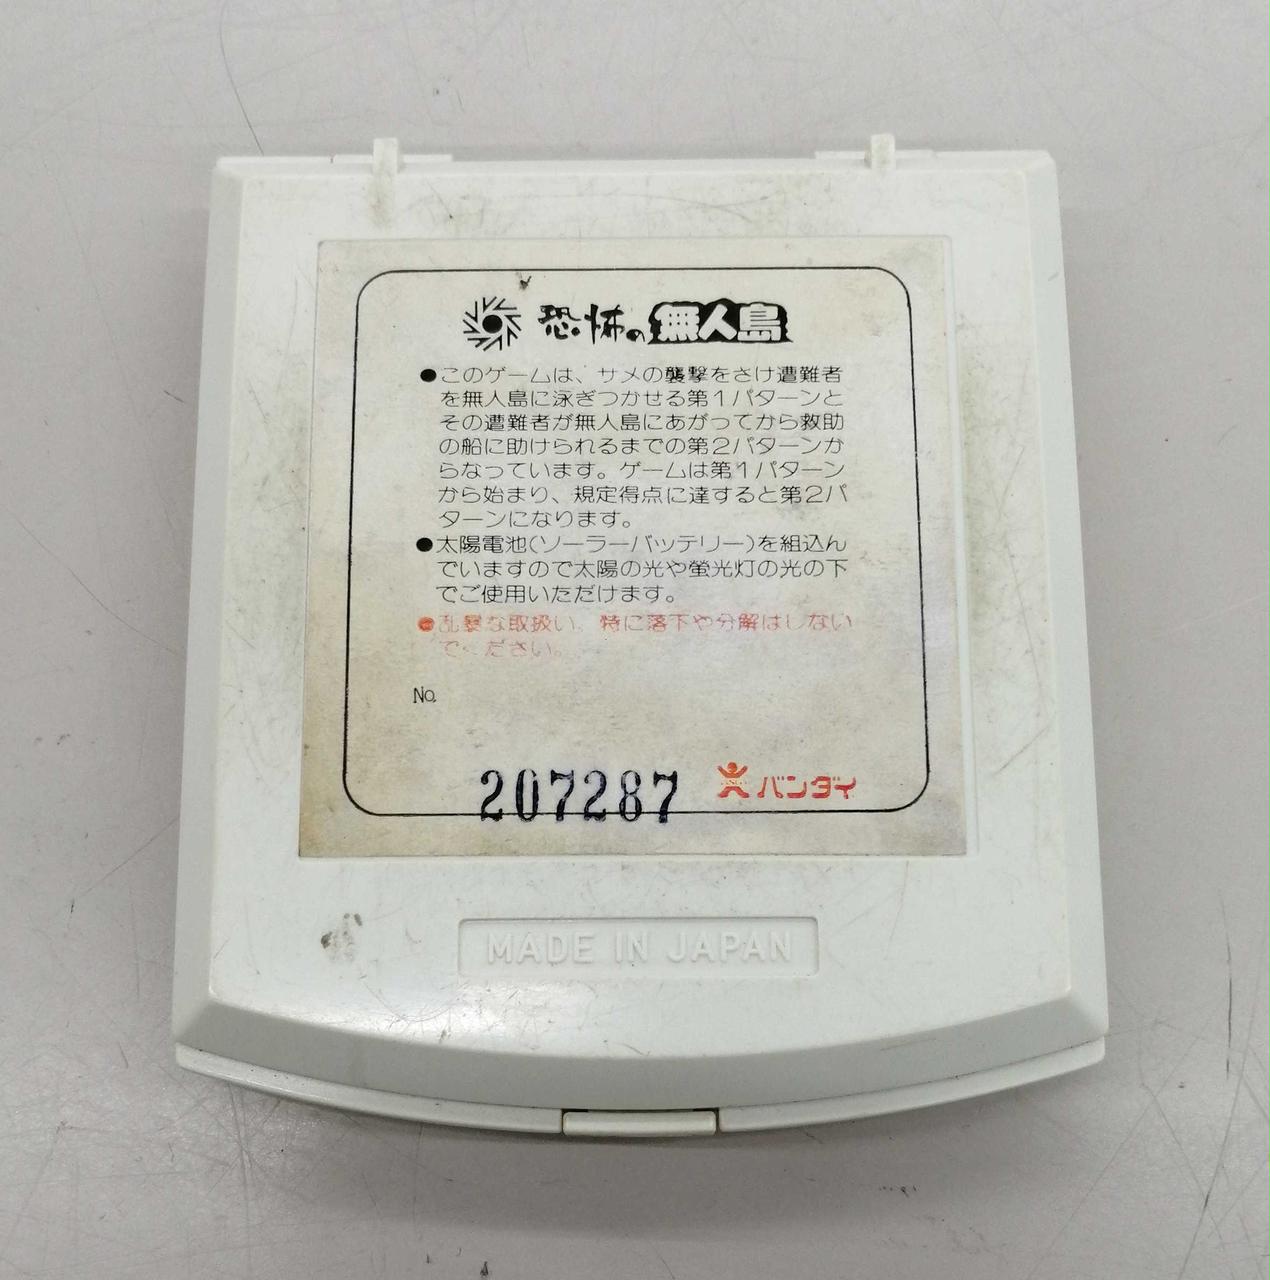 恐怖の無人島
●このゲームは、サメの襲撃をさけ遭難者
を無人島に泳ぎつかせる第1パターンと
その遭難者が無人島にあがってから救助
の船に助けられるまでの第2パターンか
らなっています。ゲームは第1パターン
から始まり、規定得点に達すると第2パ
ターンになります。
●太陽電池(ソーラーバッテリー)を組込ん
でいますので太陽の光や螢光灯の光の下
でご使用いただけます。
●乱暴な取扱い、特に落下や分解はしない
でください。
No.
207287 バンダイ
MADE IN JAPAN